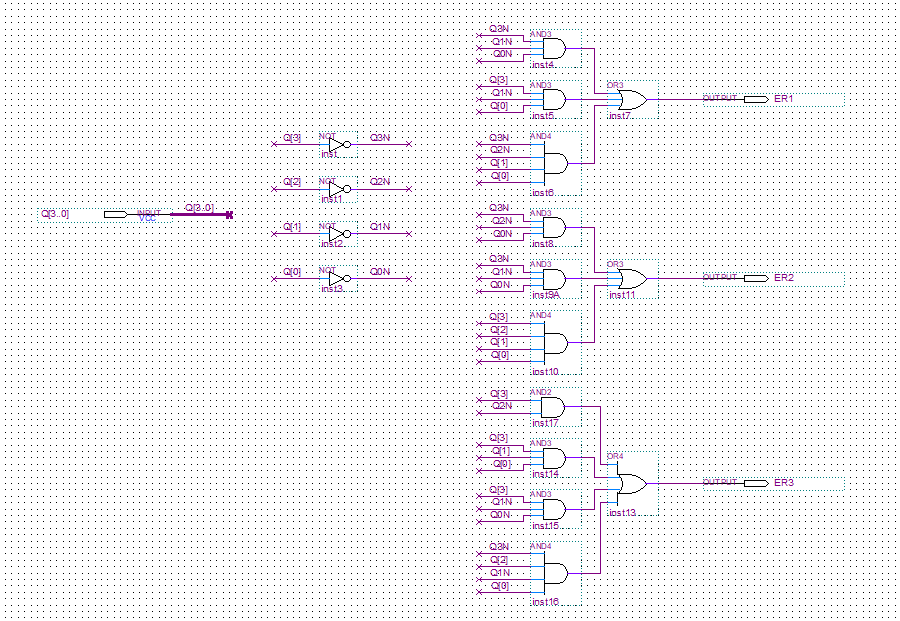 Q[3..0]
INPUT
VCC
Q[3..0]
Q[3]
NOT
Q3N
inst
Q[2]
NOT
Q2N
inst1
Q[1]
NOT
Q1N
inst2
Q[0]
NOT
Q0N
inst3
Q3N
AND3
Q1N
Q0N
inst4
Q[3]
AND3
Q1N
Q[0]
inst5
OR3
inst7
OUTPUT
ER1
Q3N
AND4
Q2N
Q[1]
Q[0]
inst6
Q3N
AND3
Q2N
Q0N
inst8
Q3N
AND3
Q1N
Q0N
inst9A
OR3
inst11
OUTPUT
ER2
Q[3]
AND4
Q[2]
Q[1]
Q[0]
inst10
Q[3]
AND2
Q2N
inst17
Q[3]
AND3
Q[1]
Q[0]
inst14
OR4
inst13
OUTPUT
ER3
Q[3]
AND3
Q1N
Q0N
inst15
Q3N
AND4
Q[2]
Q1N
Q[0]
inst16